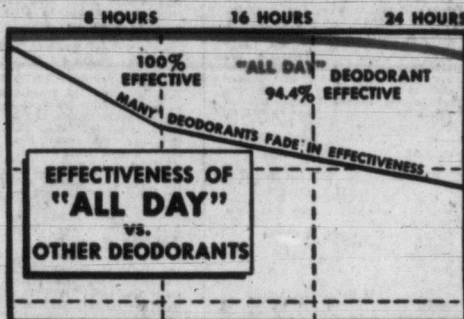 8 HOURS 16 HOURS 24 HOURS
100%
EFFECTIVE
"ALL DAY" DEODORANT
94.4% EFFECTIVE
MANY DEODORANTS FADE IN EFFECTIVENESS
EFFECTIVENESS OF
"ALL DAY"
vs.
OTHER DEODORANTS